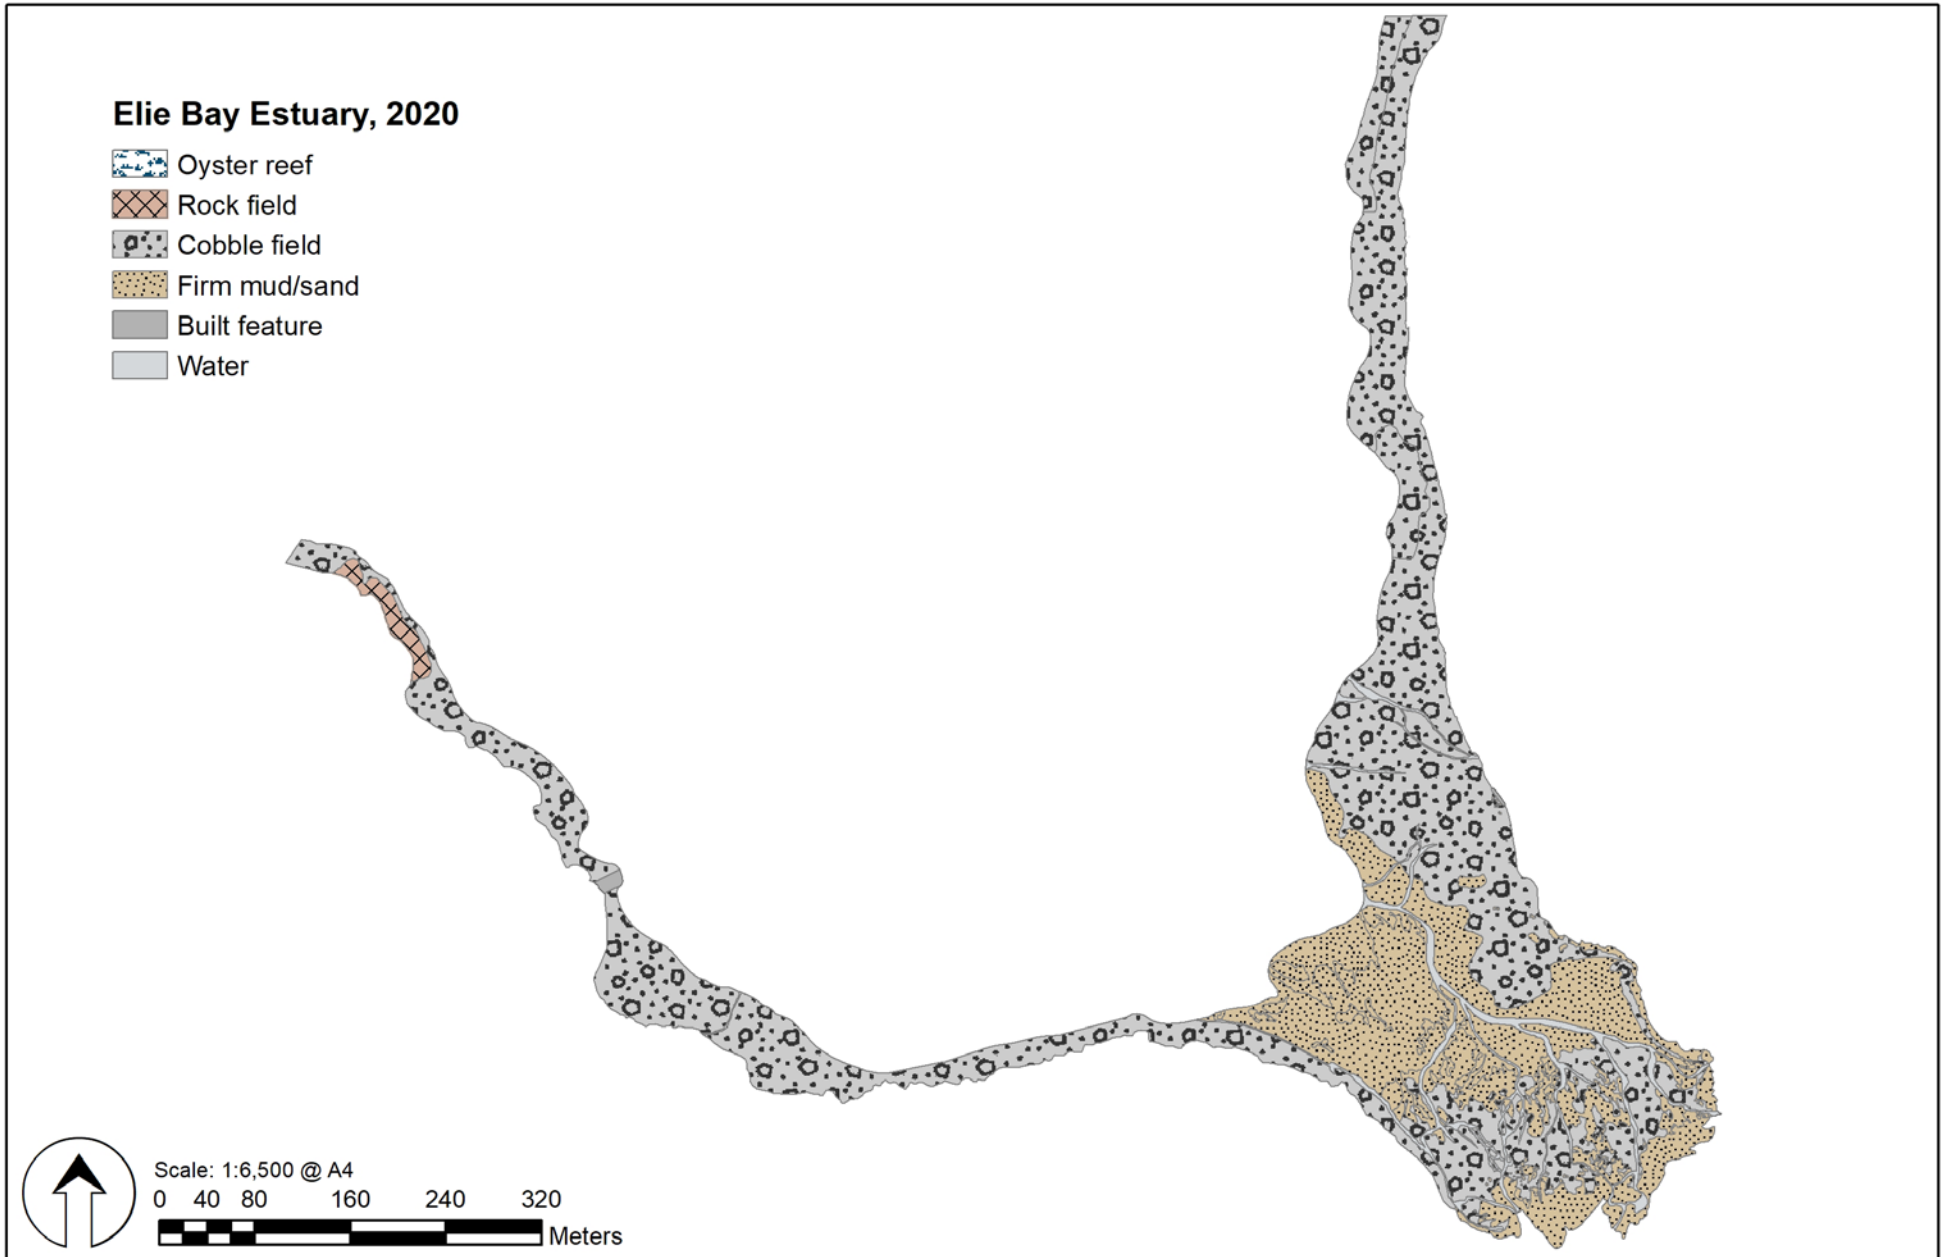 Elie Bay Estuary, 2020
Oyster reef
Rock field
Cobble field
Firm mud/sand
Built feature
Water
Scale: 1:6,500 @ A4
0 40 80 160 240 320
Meters